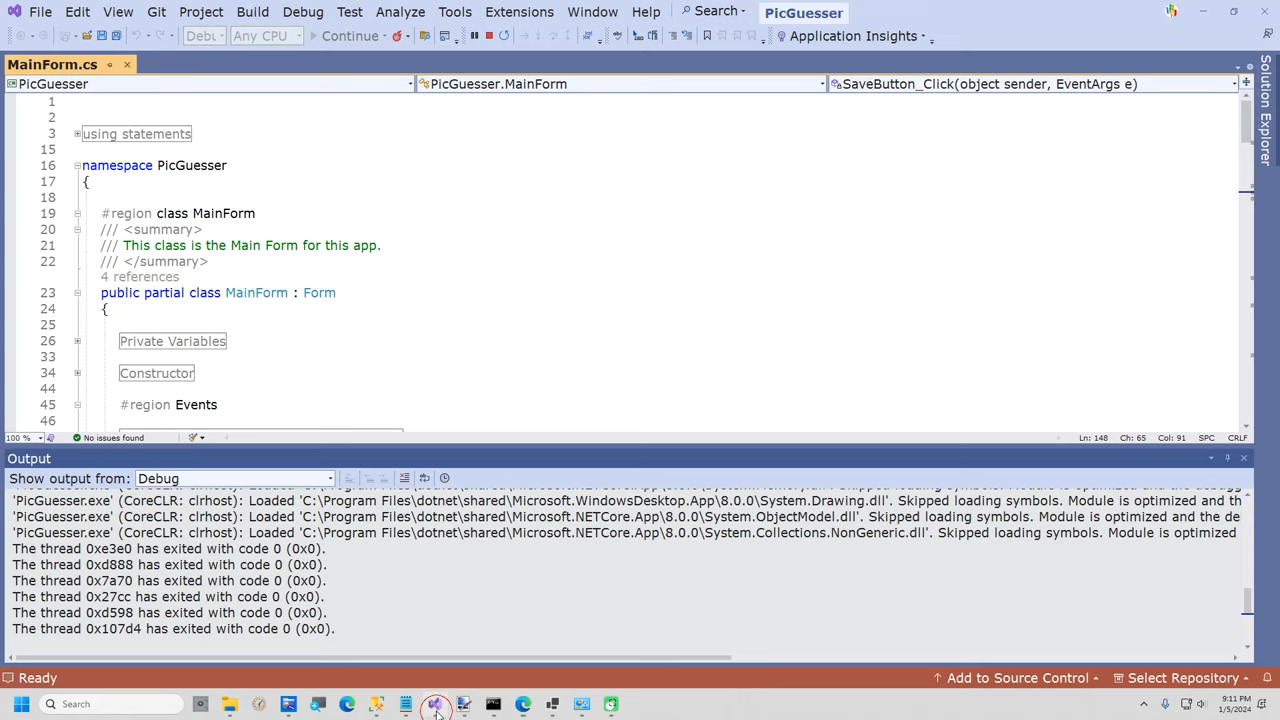 File Edit View Git Project Build Debug Test Analyze Tools Extensions Window Help Search PicGuesser
Any CPU Continue Application Insights
MainForm.cs
PicGuesser PicGuesser.MainForm SaveButton_Click(object sender, EventArgs e)
Solution Explorer
1
2
3 using statements
15
16 namespace PicGuesser
17 {
18
19 #region class MainForm
20 /// <summary>
21 /// This class is the Main Form for this app.
22 /// </summary>
4 references
23 public partial class MainForm : Form
24 {
25
26 Private Variables
33
34 Constructor
44
45 #region Events
46
100 % No issues found Ln: 148 Ch: 65 Col: 91 SPC CRLF
Output
Show output from: Debug
'PicGuesser.exe' (CoreCLR: clrhost): Loaded 'C:\Program Files\dotnet\shared\Microsoft.WindowsDesktop.App\8.0.0\System.Drawing.dll'. Skipped loading symbols. Module is optimized and th
'PicGuesser.exe' (CoreCLR: clrhost): Loaded 'C:\Program Files\dotnet\shared\Microsoft.NETCore.App\8.0.0\System.ObjectModel.dll'. Skipped loading symbols. Module is optimized and the de
'PicGuesser.exe' (CoreCLR: clrhost): Loaded 'C:\Program Files\dotnet\shared\Microsoft.NETCore.App\8.0.0\System.Collections.NonGeneric.dll'. Skipped loading symbols. Module is optimized
The thread 0xe3e0 has exited with code 0 (0x0).
The thread 0xd888 has exited with code 0 (0x0).
The thread 0x7a70 has exited with code 0 (0x0).
The thread 0x27cc has exited with code 0 (0x0).
The thread 0xd598 has exited with code 0 (0x0).
The thread 0x107d4 has exited with code 0 (0x0).
Ready Add to Source Control Select Repository
Search 9:11 PM
1/5/2024